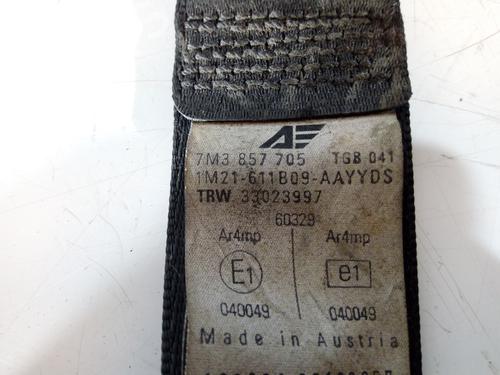 AE
7M3 857 705 TGB 041
1M21-611B09-AAYYDS
TRW 33023997
60329
Ar4mp Ar4mp
E1 e1
040049 040049
Made in Austria